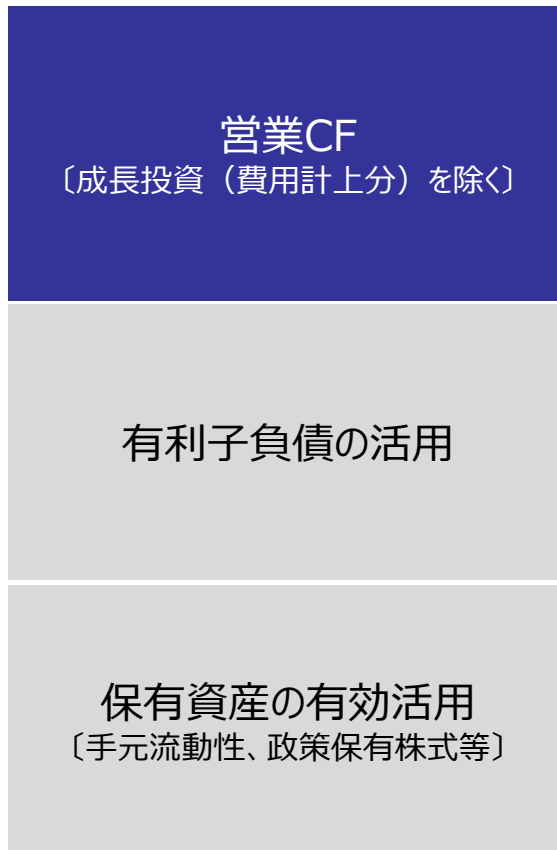 営業CF
〔成長投資（費用計上分）を除く〕
有利子負債の活用
保有資産の有効活用
〔手元流動性、政策保有株式等〕